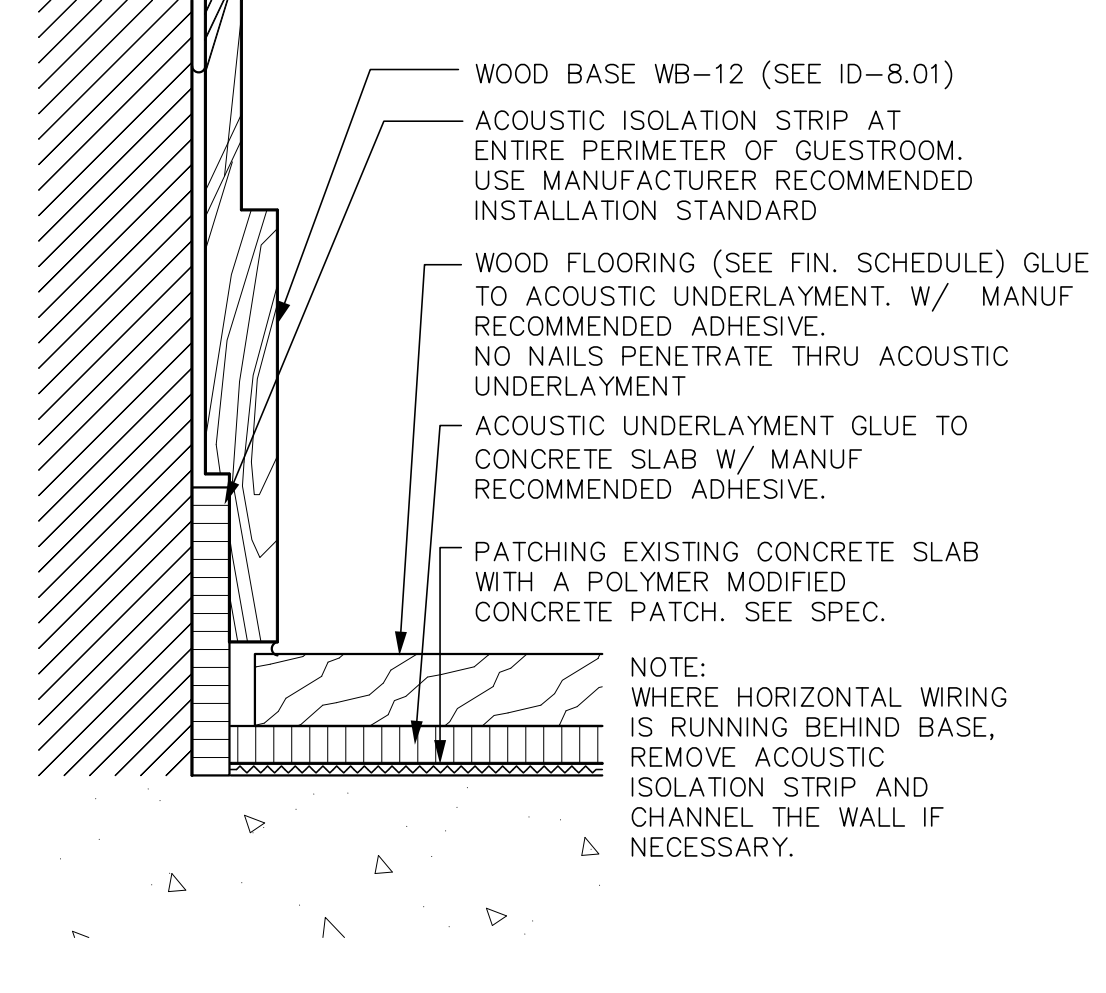 WOOD BASE WB-12 (SEE ID-8.01)
ACOUSTIC ISOLATION STRIP AT
ENTIRE PERIMETER OF GUESTROOM.
USE MANUFACTURER RECOMMENDED
INSTALLATION STANDARD
WOOD FLOORING (SEE FIN. SCHEDULE) GLUE
TO ACOUSTIC UNDERLAYMENT. W/ MANUF
RECOMMENDED ADHESIVE.
NO NAILS PENETRATE THRU ACOUSTIC
UNDERLAYMENT
ACOUSTIC UNDERLAYMENT GLUE TO
CONCRETE SLAB W/ MANUF
RECOMMENDED ADHESIVE.
PATCHING EXISTING CONCRETE SLAB
WITH A POLYMER MODIFIED
CONCRETE PATCH. SEE SPEC.
NOTE:
WHERE HORIZONTAL WIRING
IS RUNNING BEHIND BASE,
REMOVE ACOUSTIC
ISOLATION STRIP AND
CHANNEL THE WALL IF
NECESSARY.